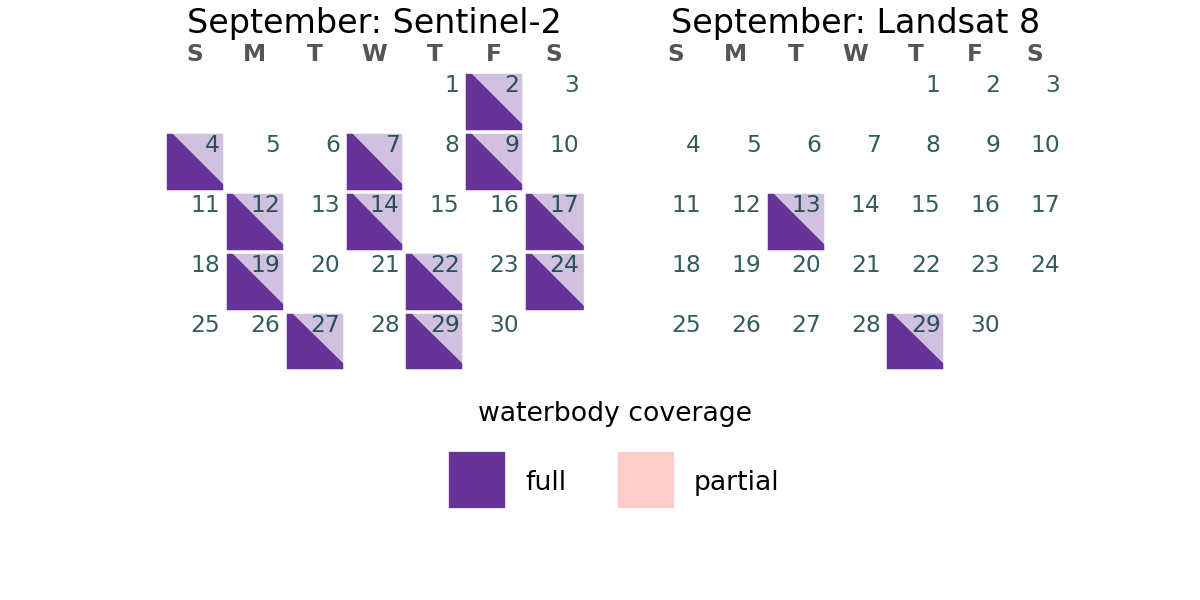 September: Sentinel-2
S M T W T F S
1 2 3
4 5 6 7 8 9 10
11 12 13 14 15 16 17
18 19 20 21 22 23 24
25 26 27 28 29 30
September: Landsat 8
S M T W T F S
1 2 3
4 5 6 7 8 9 10
11 12 13 14 15 16 17
18 19 20 21 22 23 24
25 26 27 28 29 30
waterbody coverage
full partial